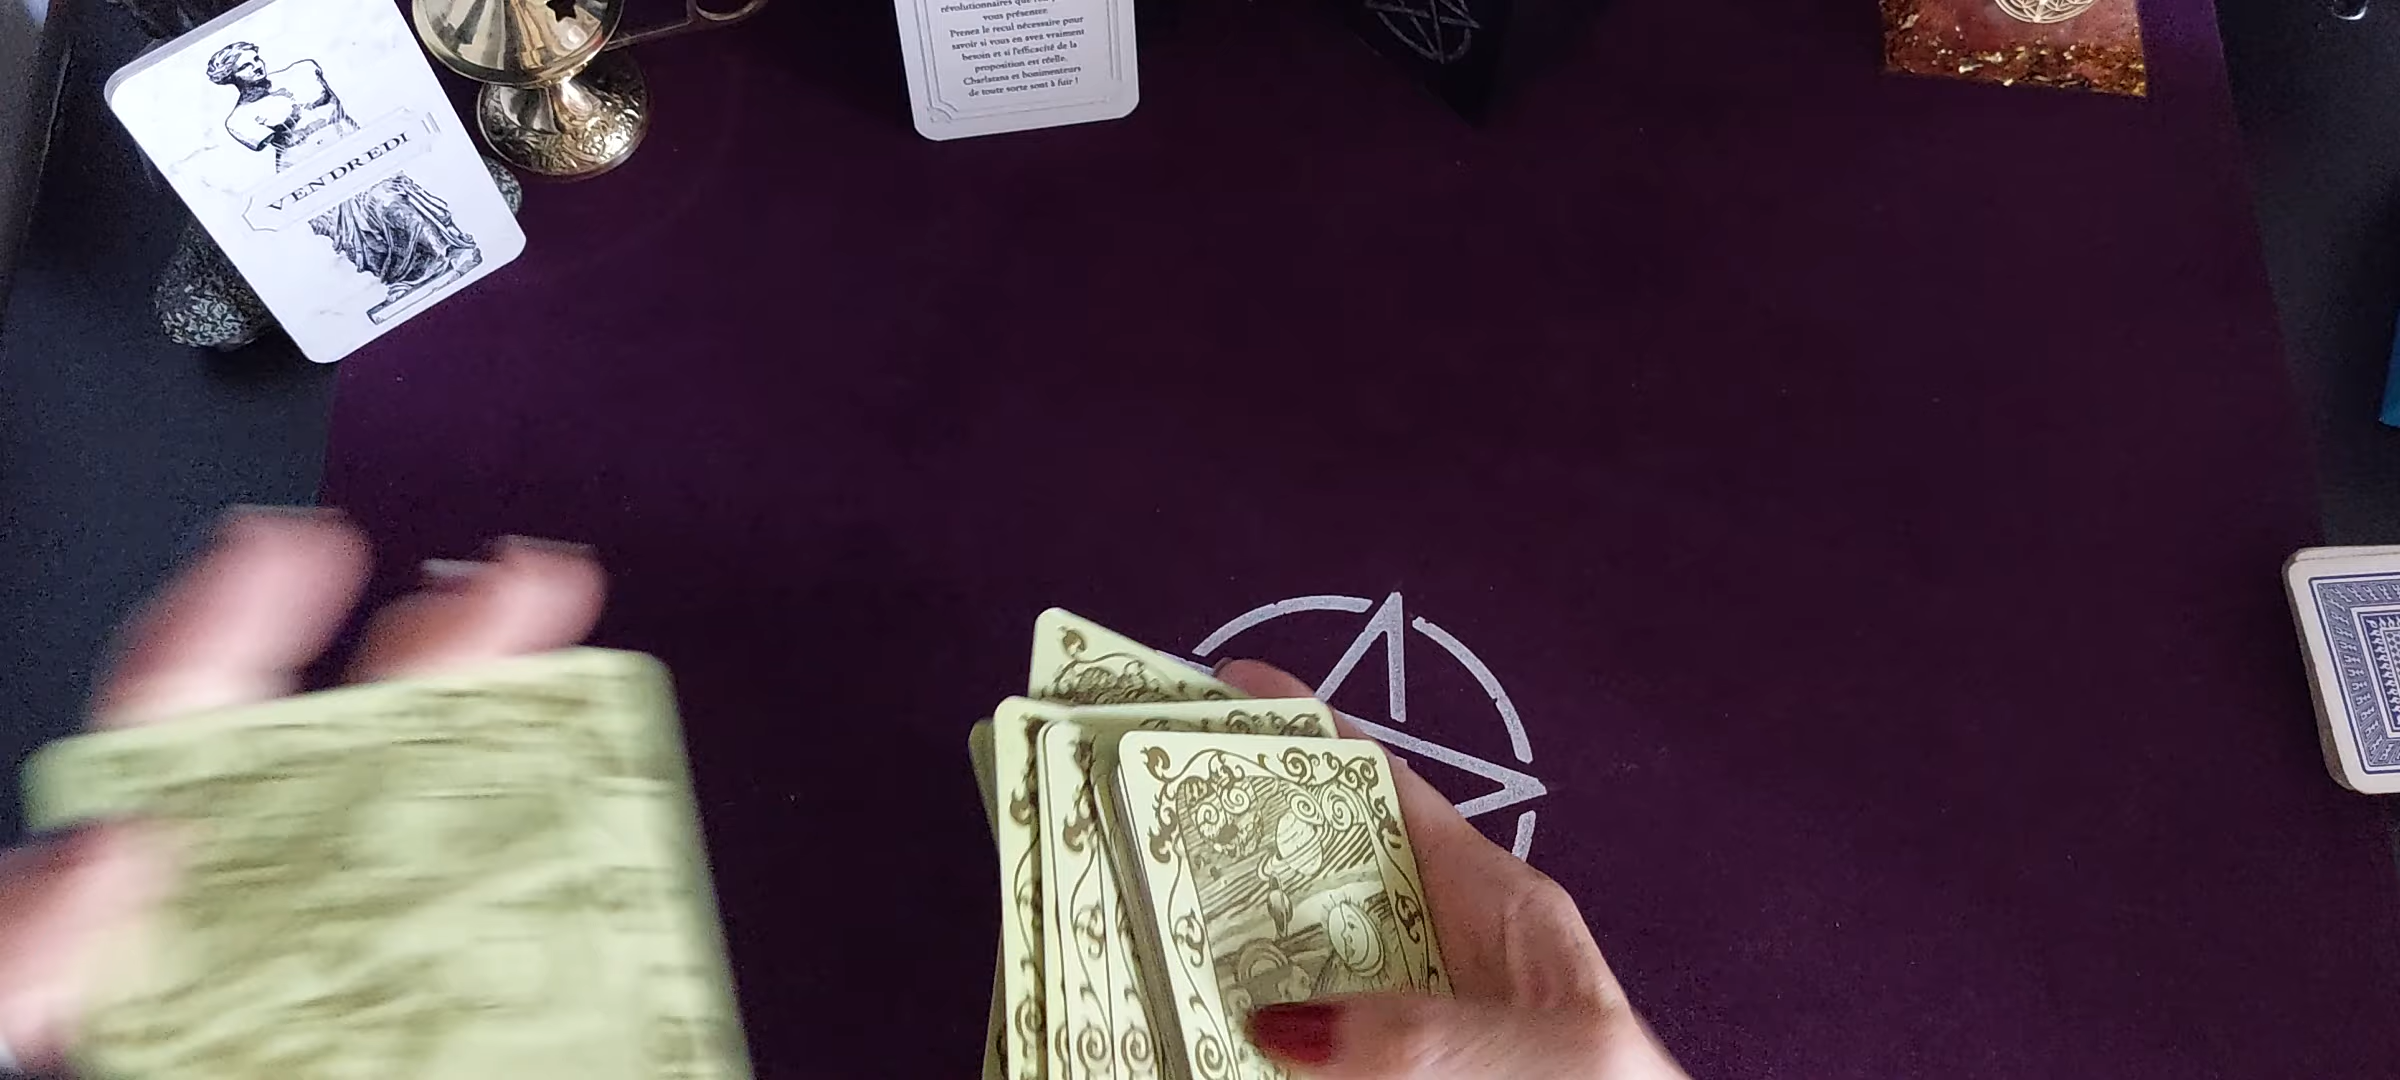 VENDREDI
révolutionnaires que
vous présenter.
Prenez le recul nécessaire pour
savoir si vous en avez vraiment
besoin et si l'efficacité de la
proposition est réelle.
Charlatans et bonimenteurs
de toute sorte sont à fuir !